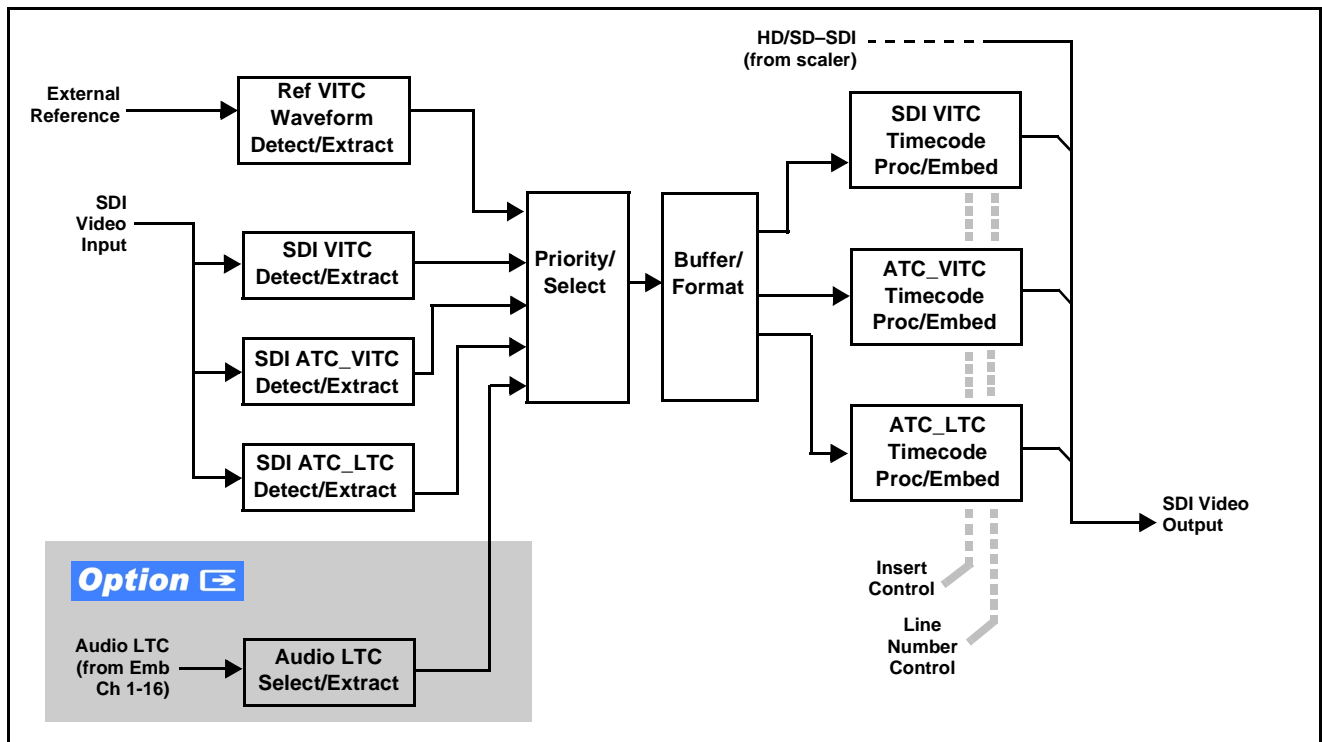 HD/SD–SDI
(from scaler)
External
Reference
Ref VITC
Waveform
Detect/Extract
SDI
Video
Input
SDI VITC
Detect/Extract
SDI ATC_VITC
Detect/Extract
SDI ATC_LTC
Detect/Extract
Option
Audio LTC
(from Emb
Ch 1-16)
Audio LTC
Select/Extract
Priority/
Select
Buffer/
Format
SDI VITC
Timecode
Proc/Embed
ATC_VITC
Timecode
Proc/Embed
ATC_LTC
Timecode
Proc/Embed
Insert
Control
Line
Number
Control
SDI Video
Output